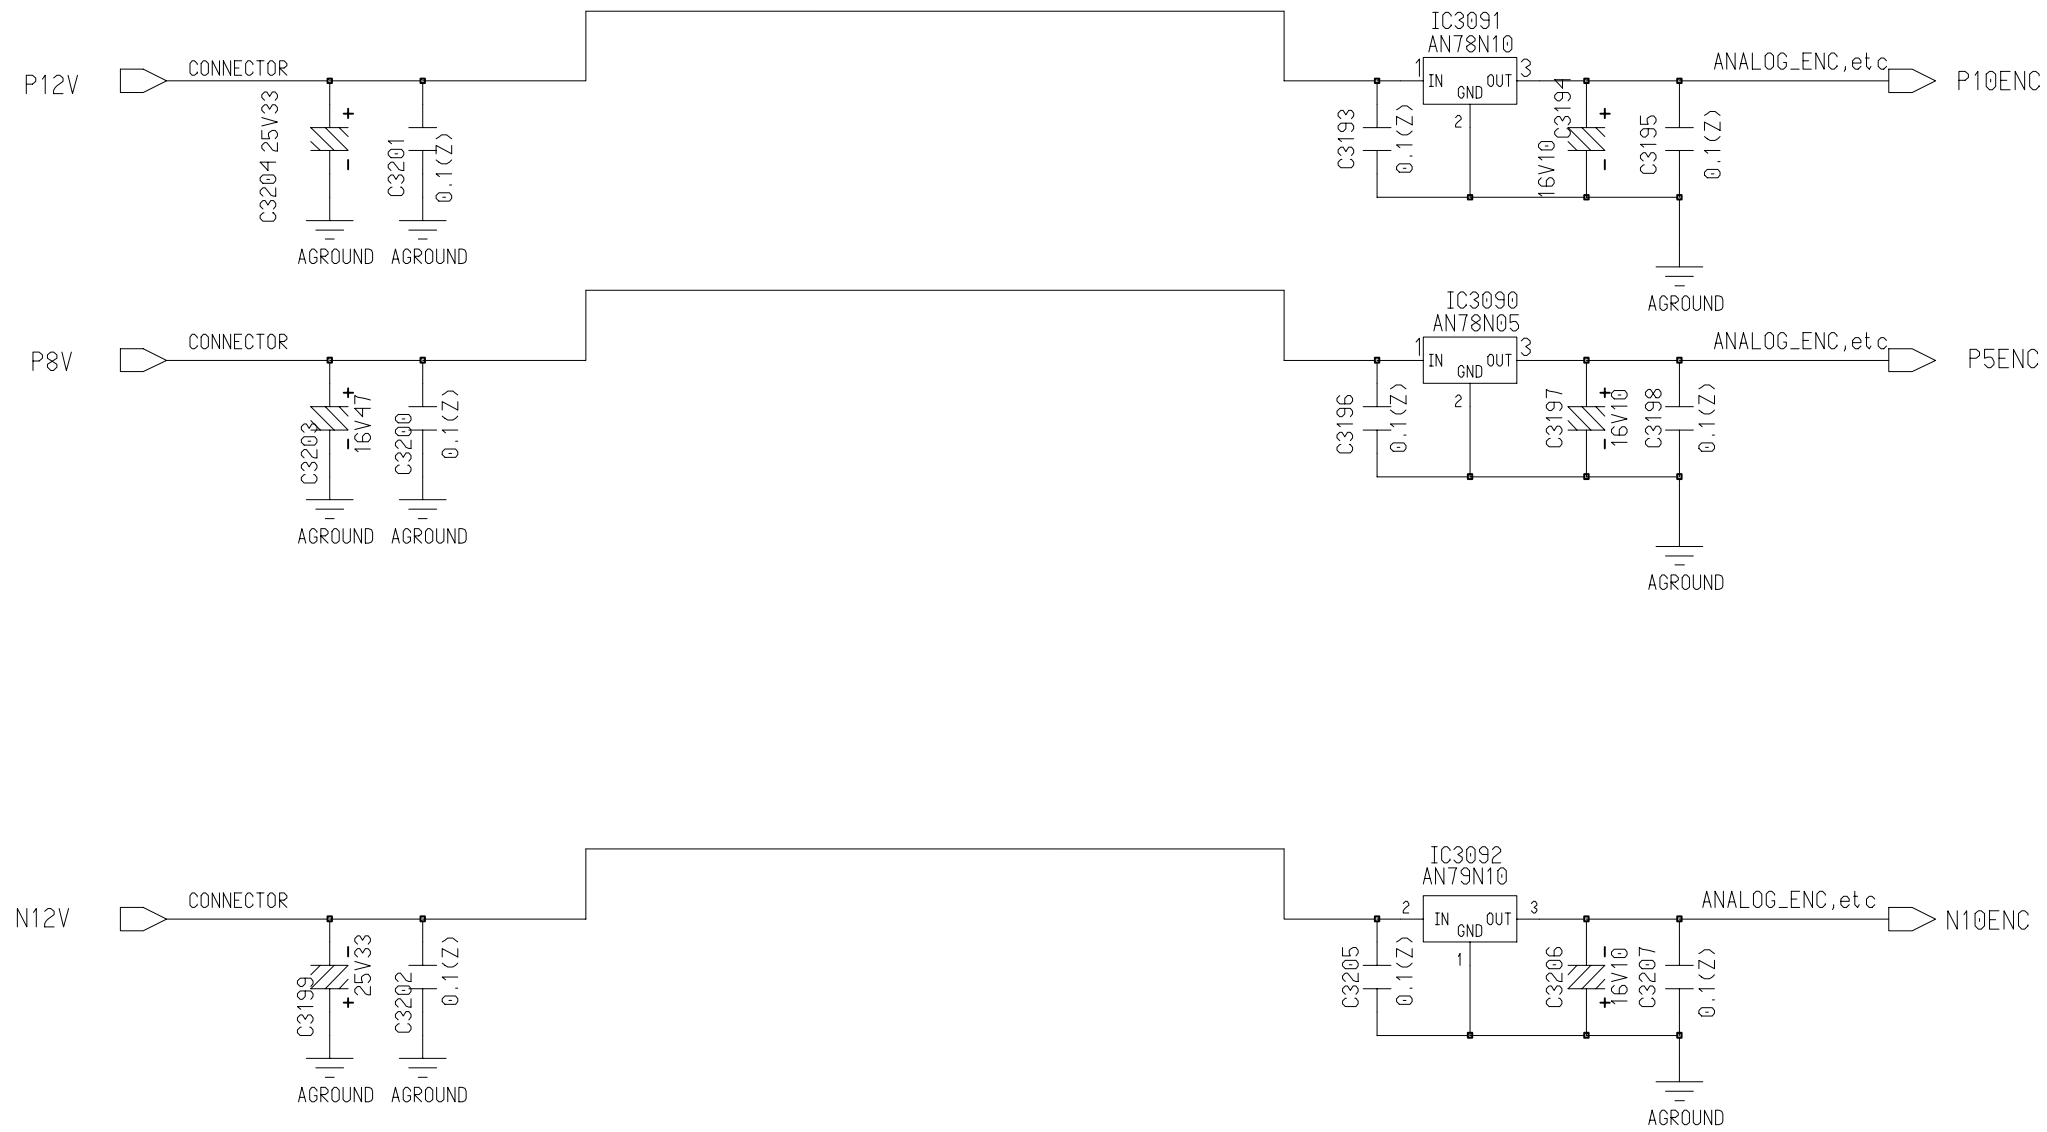 IC3091
AN78N10
P12V
CONNECTOR
1
IN
OUT
GND
3
2
ANALOG_ENC,etc
P10ENC
C3204 25V33
+
-
C3201
0.1(Z)
C3193
0.1(Z)
C3194
16V10
+
-
C3195
0.1(Z)
AGROUND
AGROUND
AGROUND
IC3090
AN78N05
P8V
CONNECTOR
1
IN
OUT
GND
3
2
ANALOG_ENC,etc
P5ENC
C3203
+
-
16V47
C3200
0.1(Z)
C3196
0.1(Z)
C3197
+
-
16V10
C3198
0.1(Z)
AGROUND
AGROUND
AGROUND
IC3092
AN79N10
N12V
CONNECTOR
2
IN
OUT
GND
3
1
ANALOG_ENC,etc
N10ENC
C3199
-
+
25V33
C3202
0.1(Z)
C3205
0.1(Z)
C3206
-
+
16V10
C3207
0.1(Z)
AGROUND
AGROUND
AGROUND